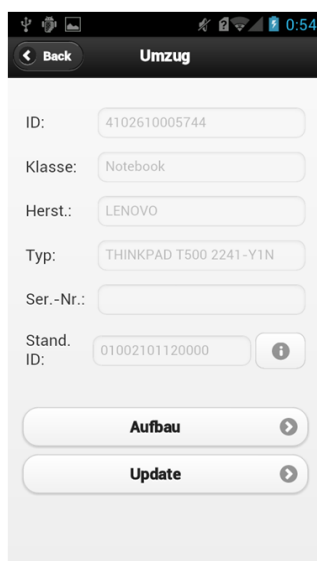 0:54
Back
Umzug
ID:
4102610005744
Klasse:
Notebook
Herst.:
LENOVO
Typ:
THINKPAD T500 2241-Y1N
Ser.-Nr.:
Stand.
ID:
01002101120000
Aufbau
Update